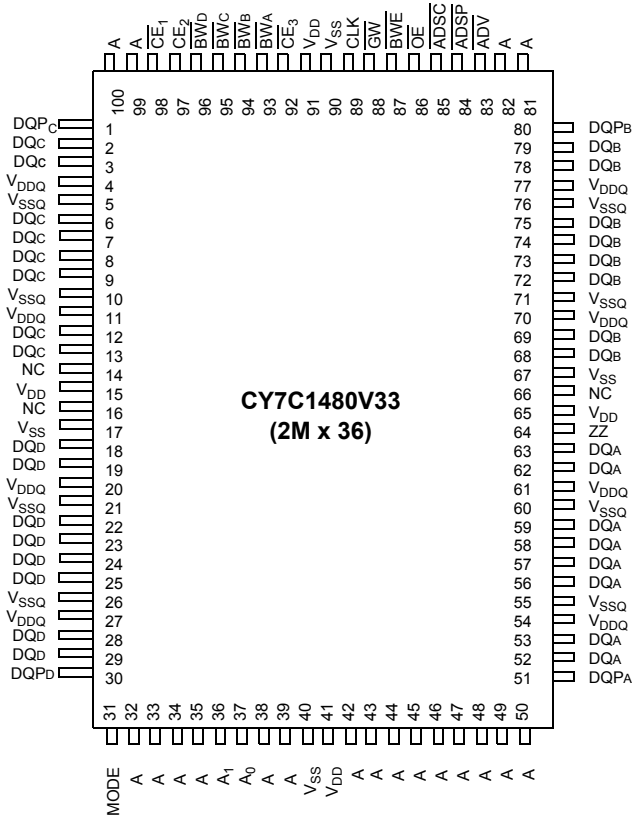 A
A
CE1
CE2
BWD
BWC
BWB
BWA
CE3
VDD
VSS
CLK
GW
BWE
OE
ADSC
ADSP
ADV
A
A
100
99
98
97
96
95
94
93
92
91
90
89
88
87
86
85
84
83
82
81
DQPC 1
DQC 2
DQC 3
VDDQ 4
VSSQ 5
DQC 6
DQC 7
DQC 8
DQC 9
VSSQ 10
VDDQ 11
DQC 12
DQC 13
NC 14
VDD 15
NC 16
VSS 17
DQD 18
DQD 19
VDDQ 20
VSSQ 21
DQD 22
DQD 23
DQD 24
DQD 25
VSSQ 26
VDDQ 27
DQD 28
DQD 29
DQPD 30
CY7C1480V33
(2M x 36)
80 DQPB
79 DQB
78 DQB
77 VDDQ
76 VSSQ
75 DQB
74 DQB
73 DQB
72 DQB
71 VSSQ
70 VDDQ
69 DQB
68 DQB
67 VSS
66 NC
65 VDD
64 ZZ
63 DQA
62 DQA
61 VDDQ
60 VSSQ
59 DQA
58 DQA
57 DQA
56 DQA
55 VSSQ
54 VDDQ
53 DQA
52 DQA
51 DQPA
31
32
33
34
35
36
37
38
39
40
41
42
43
44
45
46
47
48
49
50
MODE
A
A
A
A
A1
A0
A
A
VSS
VDD
A
A
A
A
A
A
A
A
A